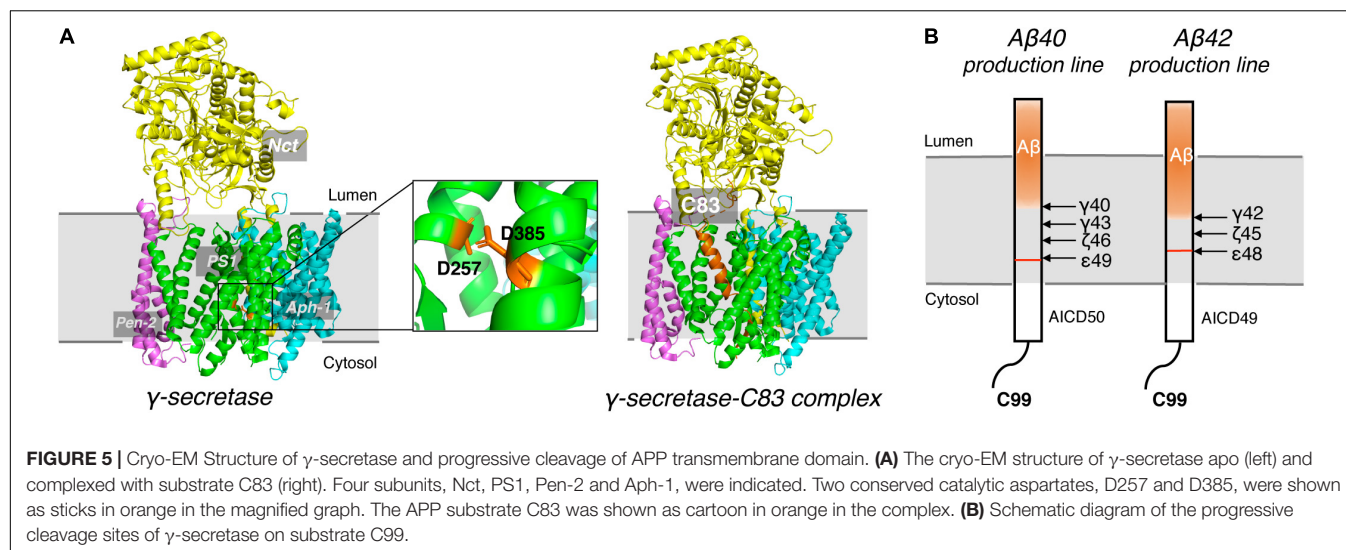 A
Nct
Lumen
PS1
Pen-2
Aph-1
Cytosol
γ-secretase
D385
D257
C83
γ-secretase-C83 complex
B
Aβ40
production line
Aβ42
production line
Lumen
Aβ
Aβ
γ40
γ43
ζ46
ε49
γ42
ζ45
ε48
Cytosol
AICD50
AICD49
C99
C99
FIGURE 5 | Cryo-EM Structure of γ-secretase and progressive cleavage of APP transmembrane domain. (A) The cryo-EM structure of γ-secretase apo (left) and
complexed with substrate C83 (right). Four subunits, Nct, PS1, Pen-2 and Aph-1, were indicated. Two conserved catalytic aspartates, D257 and D385, were shown
as sticks in orange in the magnified graph. The APP substrate C83 was shown as cartoon in orange in the complex. (B) Schematic diagram of the progressive
cleavage sites of γ-secretase on substrate C99.